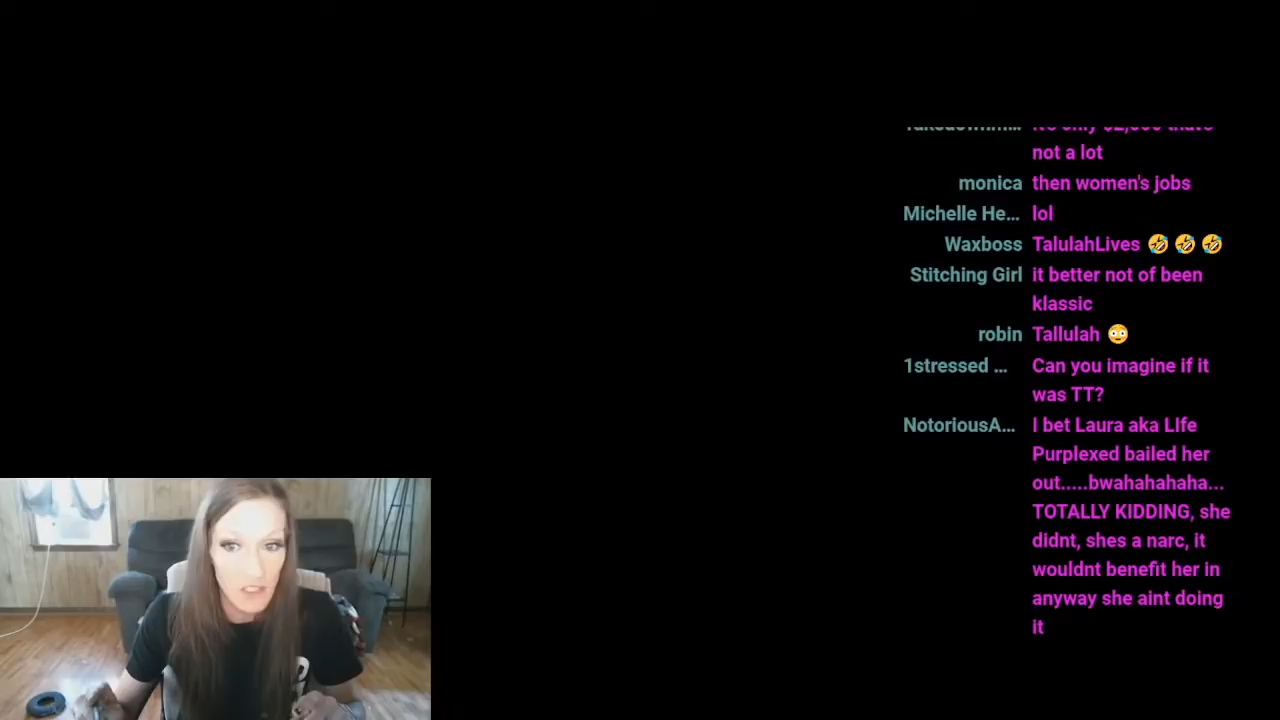 not a lot
monica then women's jobs
Michelle He... lol
Waxboss TalulahLives 🤣 🤣 🤣
Stitching Girl it better not of been
klassic
robin Tallulah 😳
1stressed ... Can you imagine if it
was TT?
NotoriousA... I bet Laura aka LIfe
Purplexed bailed her
out.....bwahahahaha...
TOTALLY KIDDING, she
didnt, shes a narc, it
wouldnt benefit her in
anyway she aint doing
it